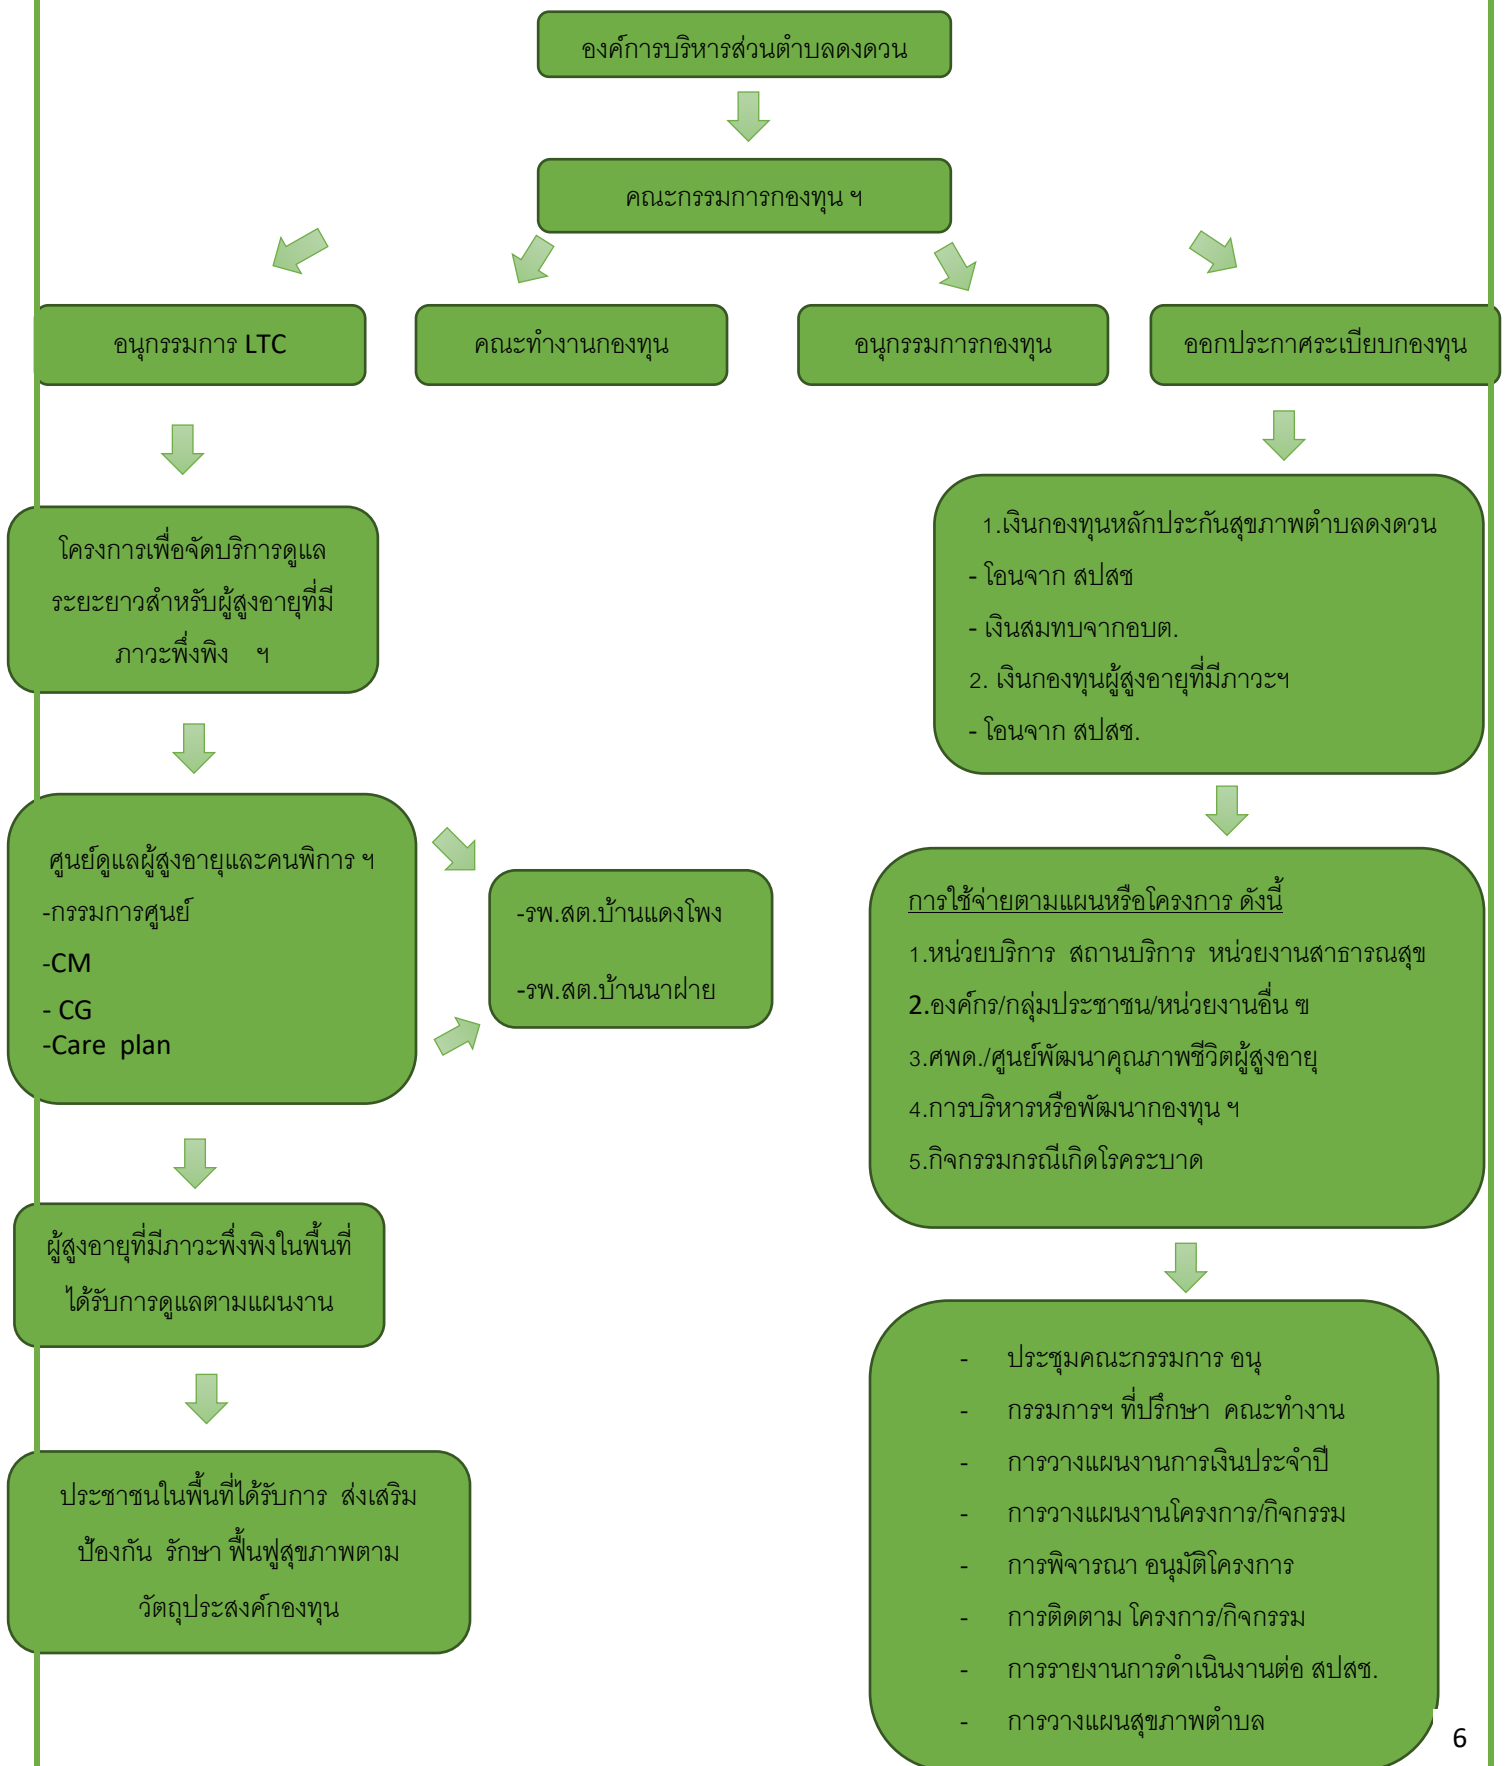 องค์การบริหารส่วนตำบลดงดวน
คณะกรรมการกองทุน ฯ
อนุกรรมการ LTC
คณะทำงานกองทุน
อนุกรรมการกองทุน
ออกประกาศระเบียบกองทุน
โครงการเพื่อจัดบริการดูแล
ระยะยาวสำหรับผู้สูงอายุที่มี
ภาวะพึ่งพิง ฯ
ศูนย์ดูแลผู้สูงอายุและคนพิการ ฯ
-กรรมการศูนย์
-CM
- CG
-Care plan
-รพ.สต.บ้านแดงโพง
-รพ.สต.บ้านนาฝาย
ผู้สูงอายุที่มีภาวะพึ่งพิงในพื้นที่
ได้รับการดูแลตามแผนงาน
ประชาชนในพื้นที่ได้รับการ ส่งเสริม
ป้องกัน รักษา ฟื้นฟูสุขภาพตาม
วัตถุประสงค์กองทุน
1.เงินกองทุนหลักประกันสุขภาพตำบลดงดวน
- โอนจาก สปสช
- เงินสมทบจากอบต.
2. เงินกองทุนผู้สูงอายุที่มีภาวะฯ
- โอนจาก สปสช.
การใช้จ่ายตามแผนหรือโครงการ ดังนี้
1.หน่วยบริการ สถานบริการ หน่วยงานสาธารณสุข
2.องค์กร/กลุ่มประชาชน/หน่วยงานอื่น ฃ
3.ศพด./ศูนย์พัฒนาคุณภาพชีวิตผู้สูงอายุ
4.การบริหารหรือพัฒนากองทุน ฯ
5.กิจกรรมกรณีเกิดโรคระบาด
- ประชุมคณะกรรมการ อนุ
- กรรมการฯ ที่ปรึกษา คณะทำงาน
- การวางแผนงานการเงินประจำปี
- การวางแผนงานโครงการ/กิจกรรม
- การพิจารณา อนุมัติโครงการ
- การติดตาม โครงการ/กิจกรรม
- การรายงานการดำเนินงานต่อ สปสช.
- การวางแผนสุขภาพตำบล
6